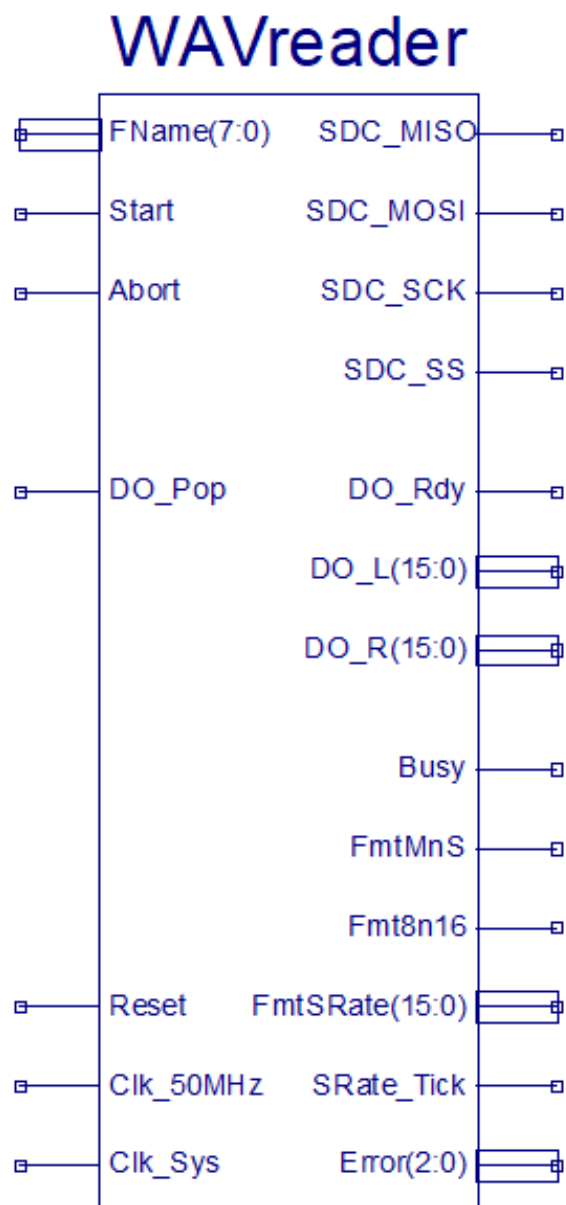 WAVreader
FName(7:0) SDC_MISO
Start SDC_MOSI
Abort SDC_SCK
SDC_SS
DO_Pop DO_Rdy
DO_L(15:0)
DO_R(15:0)
Busy
FmtMnS
Fmt8n16
Reset FmtSRate(15:0)
Clk_50MHz SRate_Tick
Clk_Sys Error(2:0)